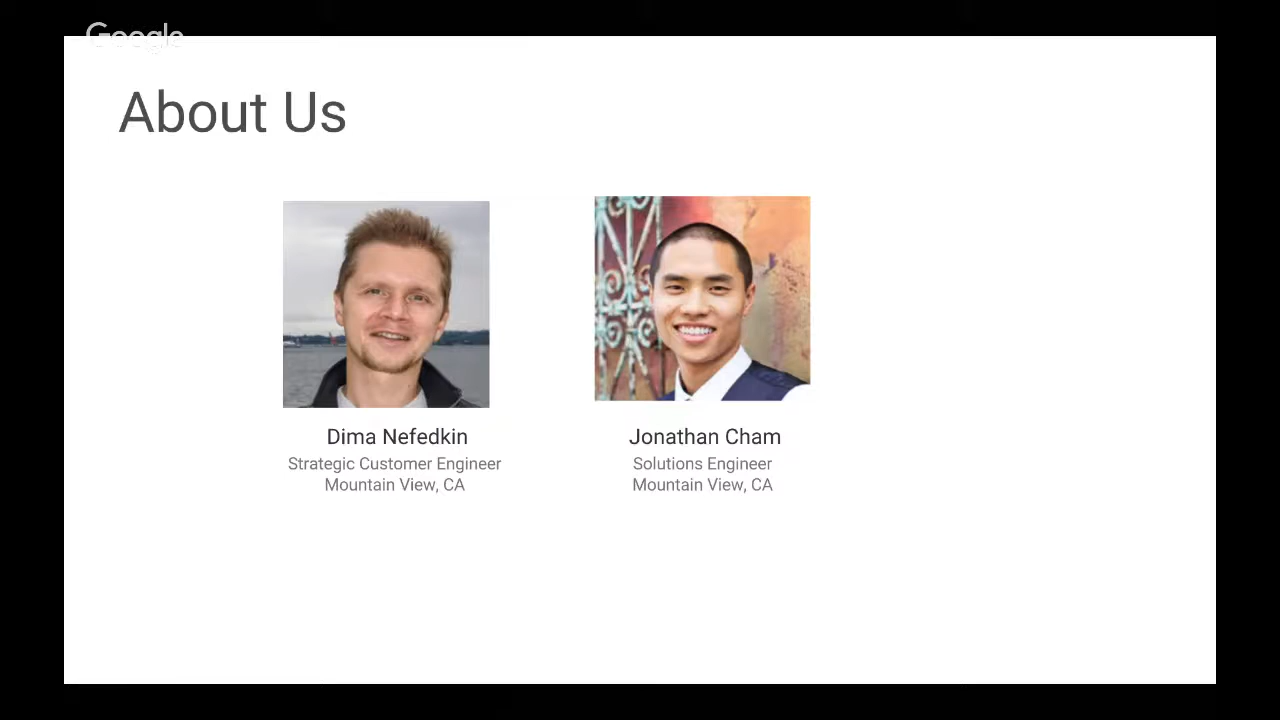 Google
About Us
Dima Nefedkin
Strategic Customer Engineer
Mountain View, CA
Jonathan Cham
Solutions Engineer
Mountain View, CA